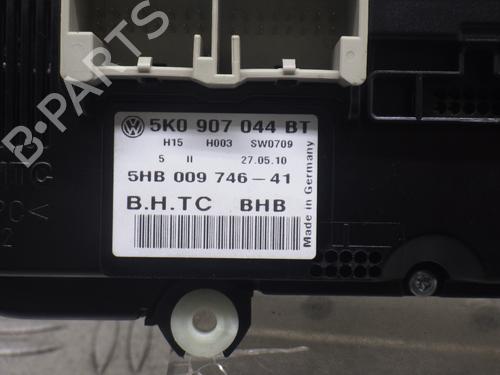 B-PARTS
5K0 907 044 BT
H15 H003 SW0709
5 II 27.05.10
5HB 009 746-41
B.H.TC BHB
Made in Germany